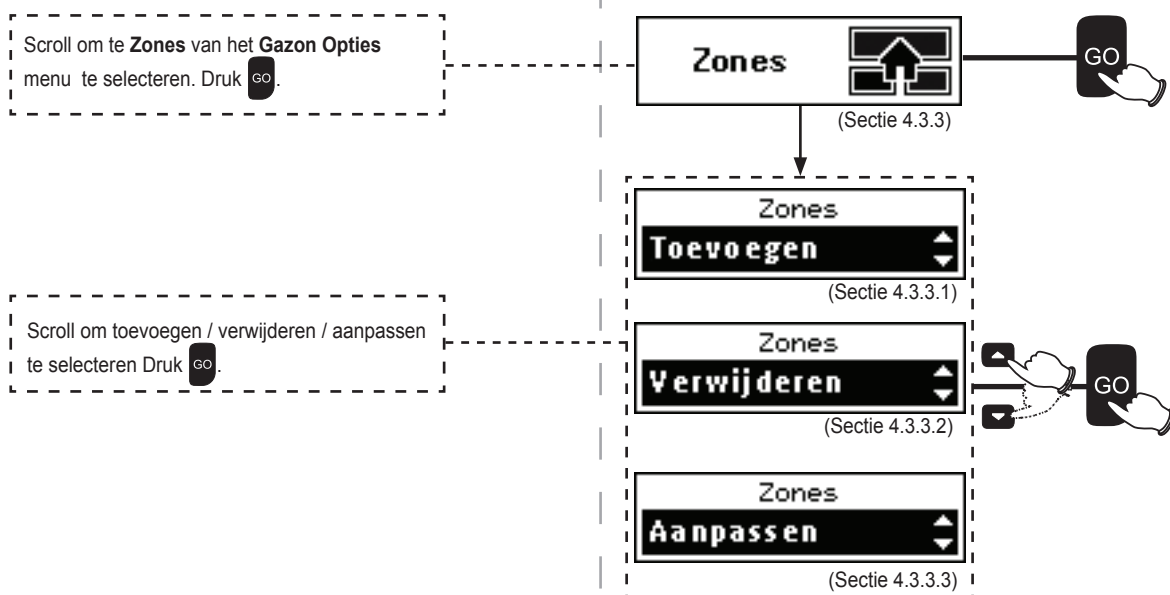 Scroll om te Zones van het Gazon Opties
menu te selecteren. Druk GO.
Zones
GO
(Sectie 4.3.3)
Zones
Toevoegen
(Sectie 4.3.3.1)
Scroll om toevoegen / verwijderen / aanpassen
te selecteren Druk GO.
Zones
Verwijderen
GO
(Sectie 4.3.3.2)
Zones
Aanpassen
(Sectie 4.3.3.3)